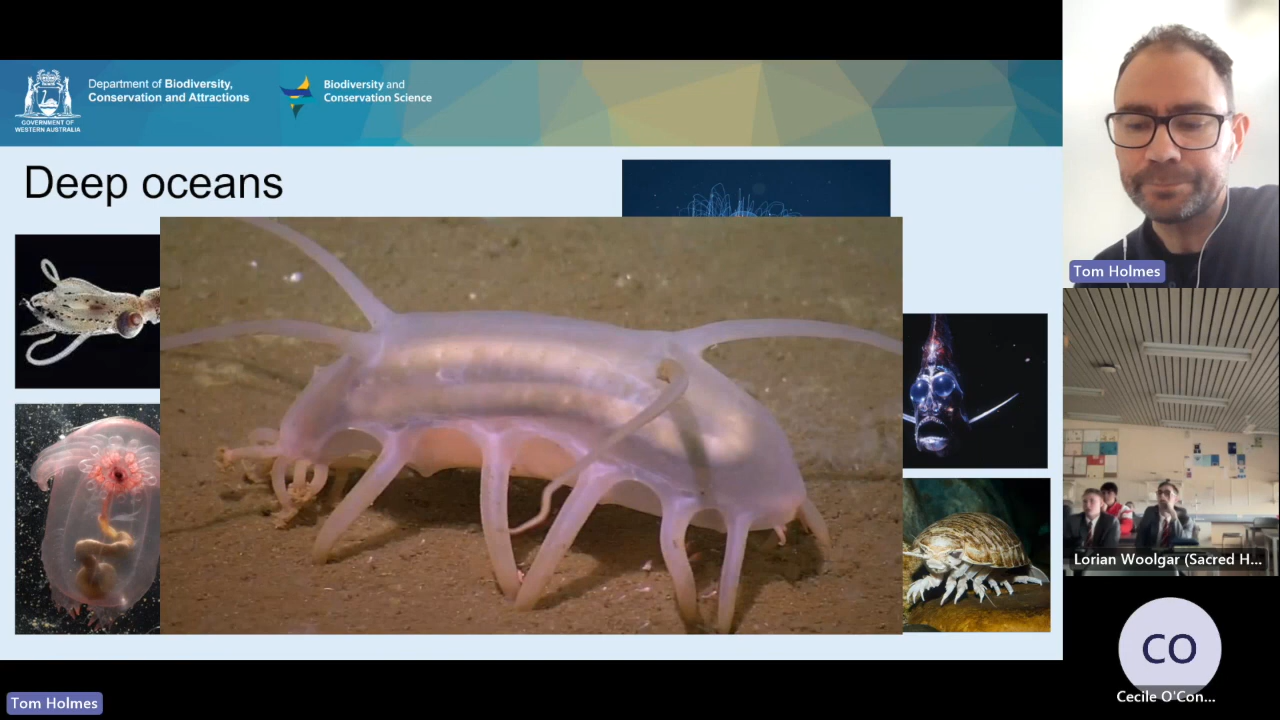 Department of Biodiversity,
Conservation and Attractions
GOVERNMENT OF
WESTERN AUSTRALIA
Biodiversity and
Conservation Science
Deep oceans
Tom Holmes
Lorian Woolgar (Sacred H...
CO
Cecile O'Con...
Tom Holmes